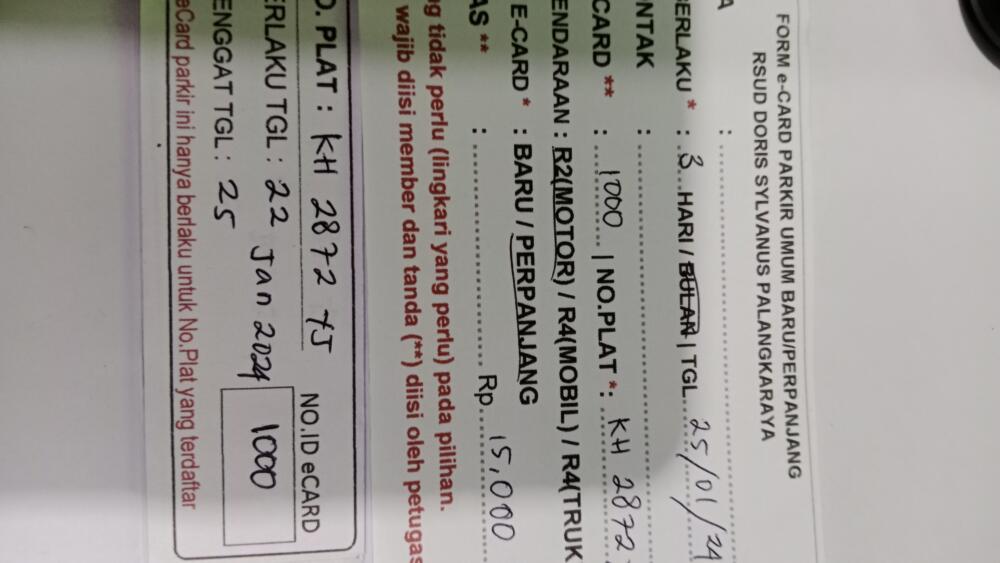 FORM e-CARD PARKIR UMUM BARU/PERPANJANG
RSUD DORIS SYLVANUS PALANGKARAYA
A :
BERLAKU * : 3 HARI / BULAN | TGL. 25/01/24
NTAK :
CARD ** : 1000 | NO.PLAT *: KH 2872
ENDARAAN : R2(MOTOR) / R4(MOBIL) / R4(TRUK
E-CARD * : BARU / PERPANJANG
AS ** : Rp. 15,000
ng tidak perlu (lingkari yang perlu) pada pilihan.
wajib diisi member dan tanda (**) diisi oleh petugas
O. PLAT : KH 2872 TJ
NO.ID eCARD
ERLAKU TGL : 22 Jan 2024
1000
ENGGAT TGL : 25
eCard parkir ini hanya berlaku untuk No.Plat yang terdaftar